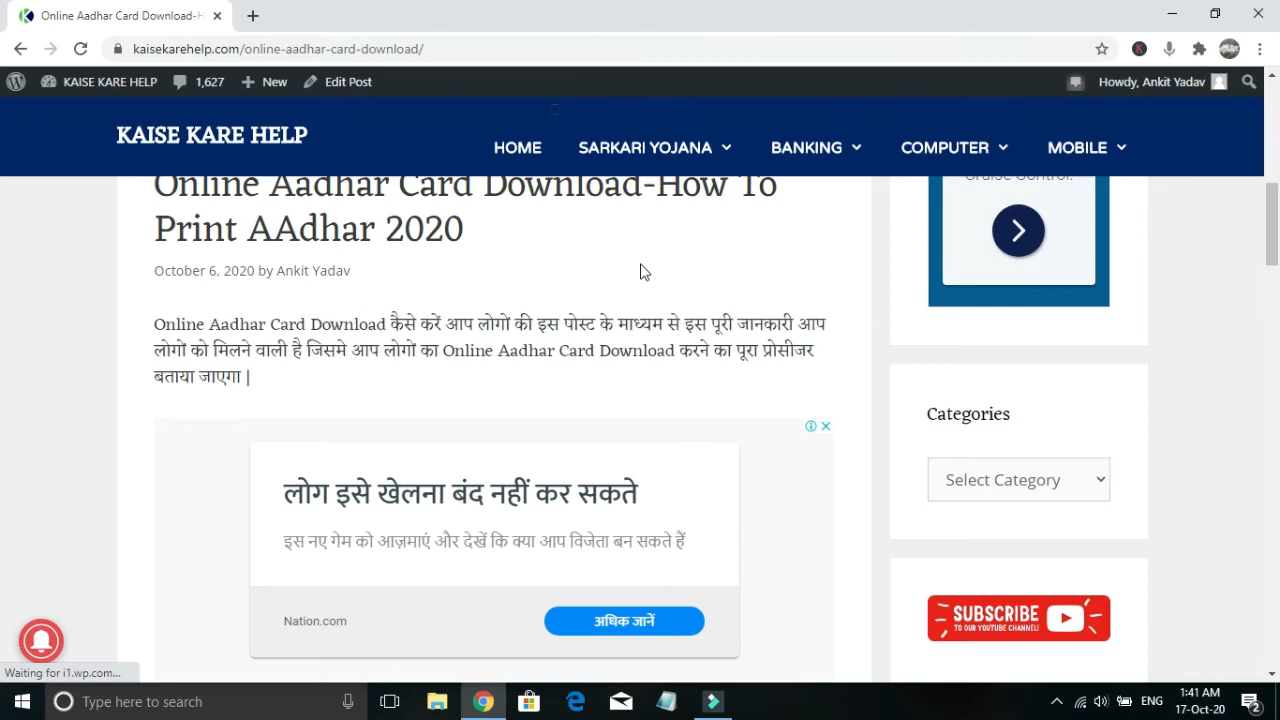 Online Aadhar Card Download-H
kaisekarehelp.com/online-aadhar-card-download/
KAISE KARE HELP 1,627 New Edit Post Howdy, Ankit Yadav
KAISE KARE HELP
HOME SARKARI YOJANA BANKING COMPUTER MOBILE
Online Aadhar Card Download-How To
Print AAdhar 2020
October 6, 2020 by Ankit Yadav
Online Aadhar Card Download कैसे करें आप लोगों की इस पोस्ट के माध्यम से इस पूरी जानकारी आप
लोगों को मिलने वाली है जिसमे आप लोगों का Online Aadhar Card Download करने का पूरा प्रोसीजर
बताया जाएगा |
लोग इसे खेलना बंद नहीं कर सकते
इस नए गेम को आज़माएं और देखें कि क्या आप विजेता बन सकते हैं
Nation.com अधिक जानें
Cruise Control.
Categories
Select Category
SUBSCRIBE
TO OUR YOUTUBE CHANNEL!
Waiting for i1.wp.com...
Type here to search
ENG
1:41 AM
17-Oct-20
2